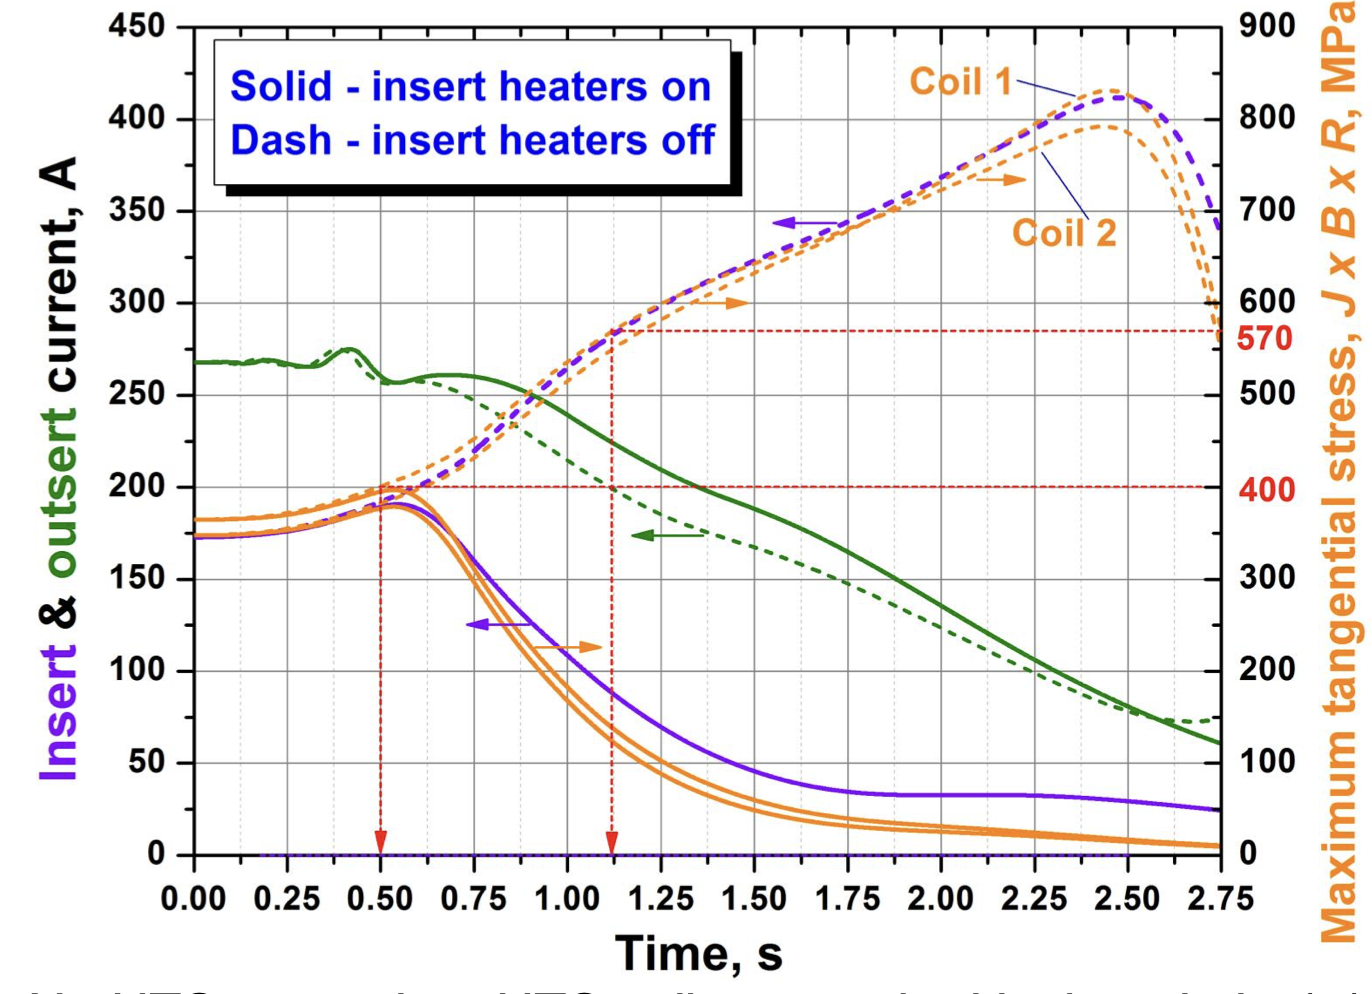 450
400
350
300
250
200
150
100
50
0
Insert & outsert current, A
Solid - insert heaters on
Dash - insert heaters off
Coil 1
Coil 2
900
800
700
600
570
500
400
300
200
100
0
Maximum tangential stress, J x B x R, MPa
0.00 0.25 0.50 0.75 1.00 1.25 1.50 1.75 2.00 2.25 2.50 2.75
Time, s